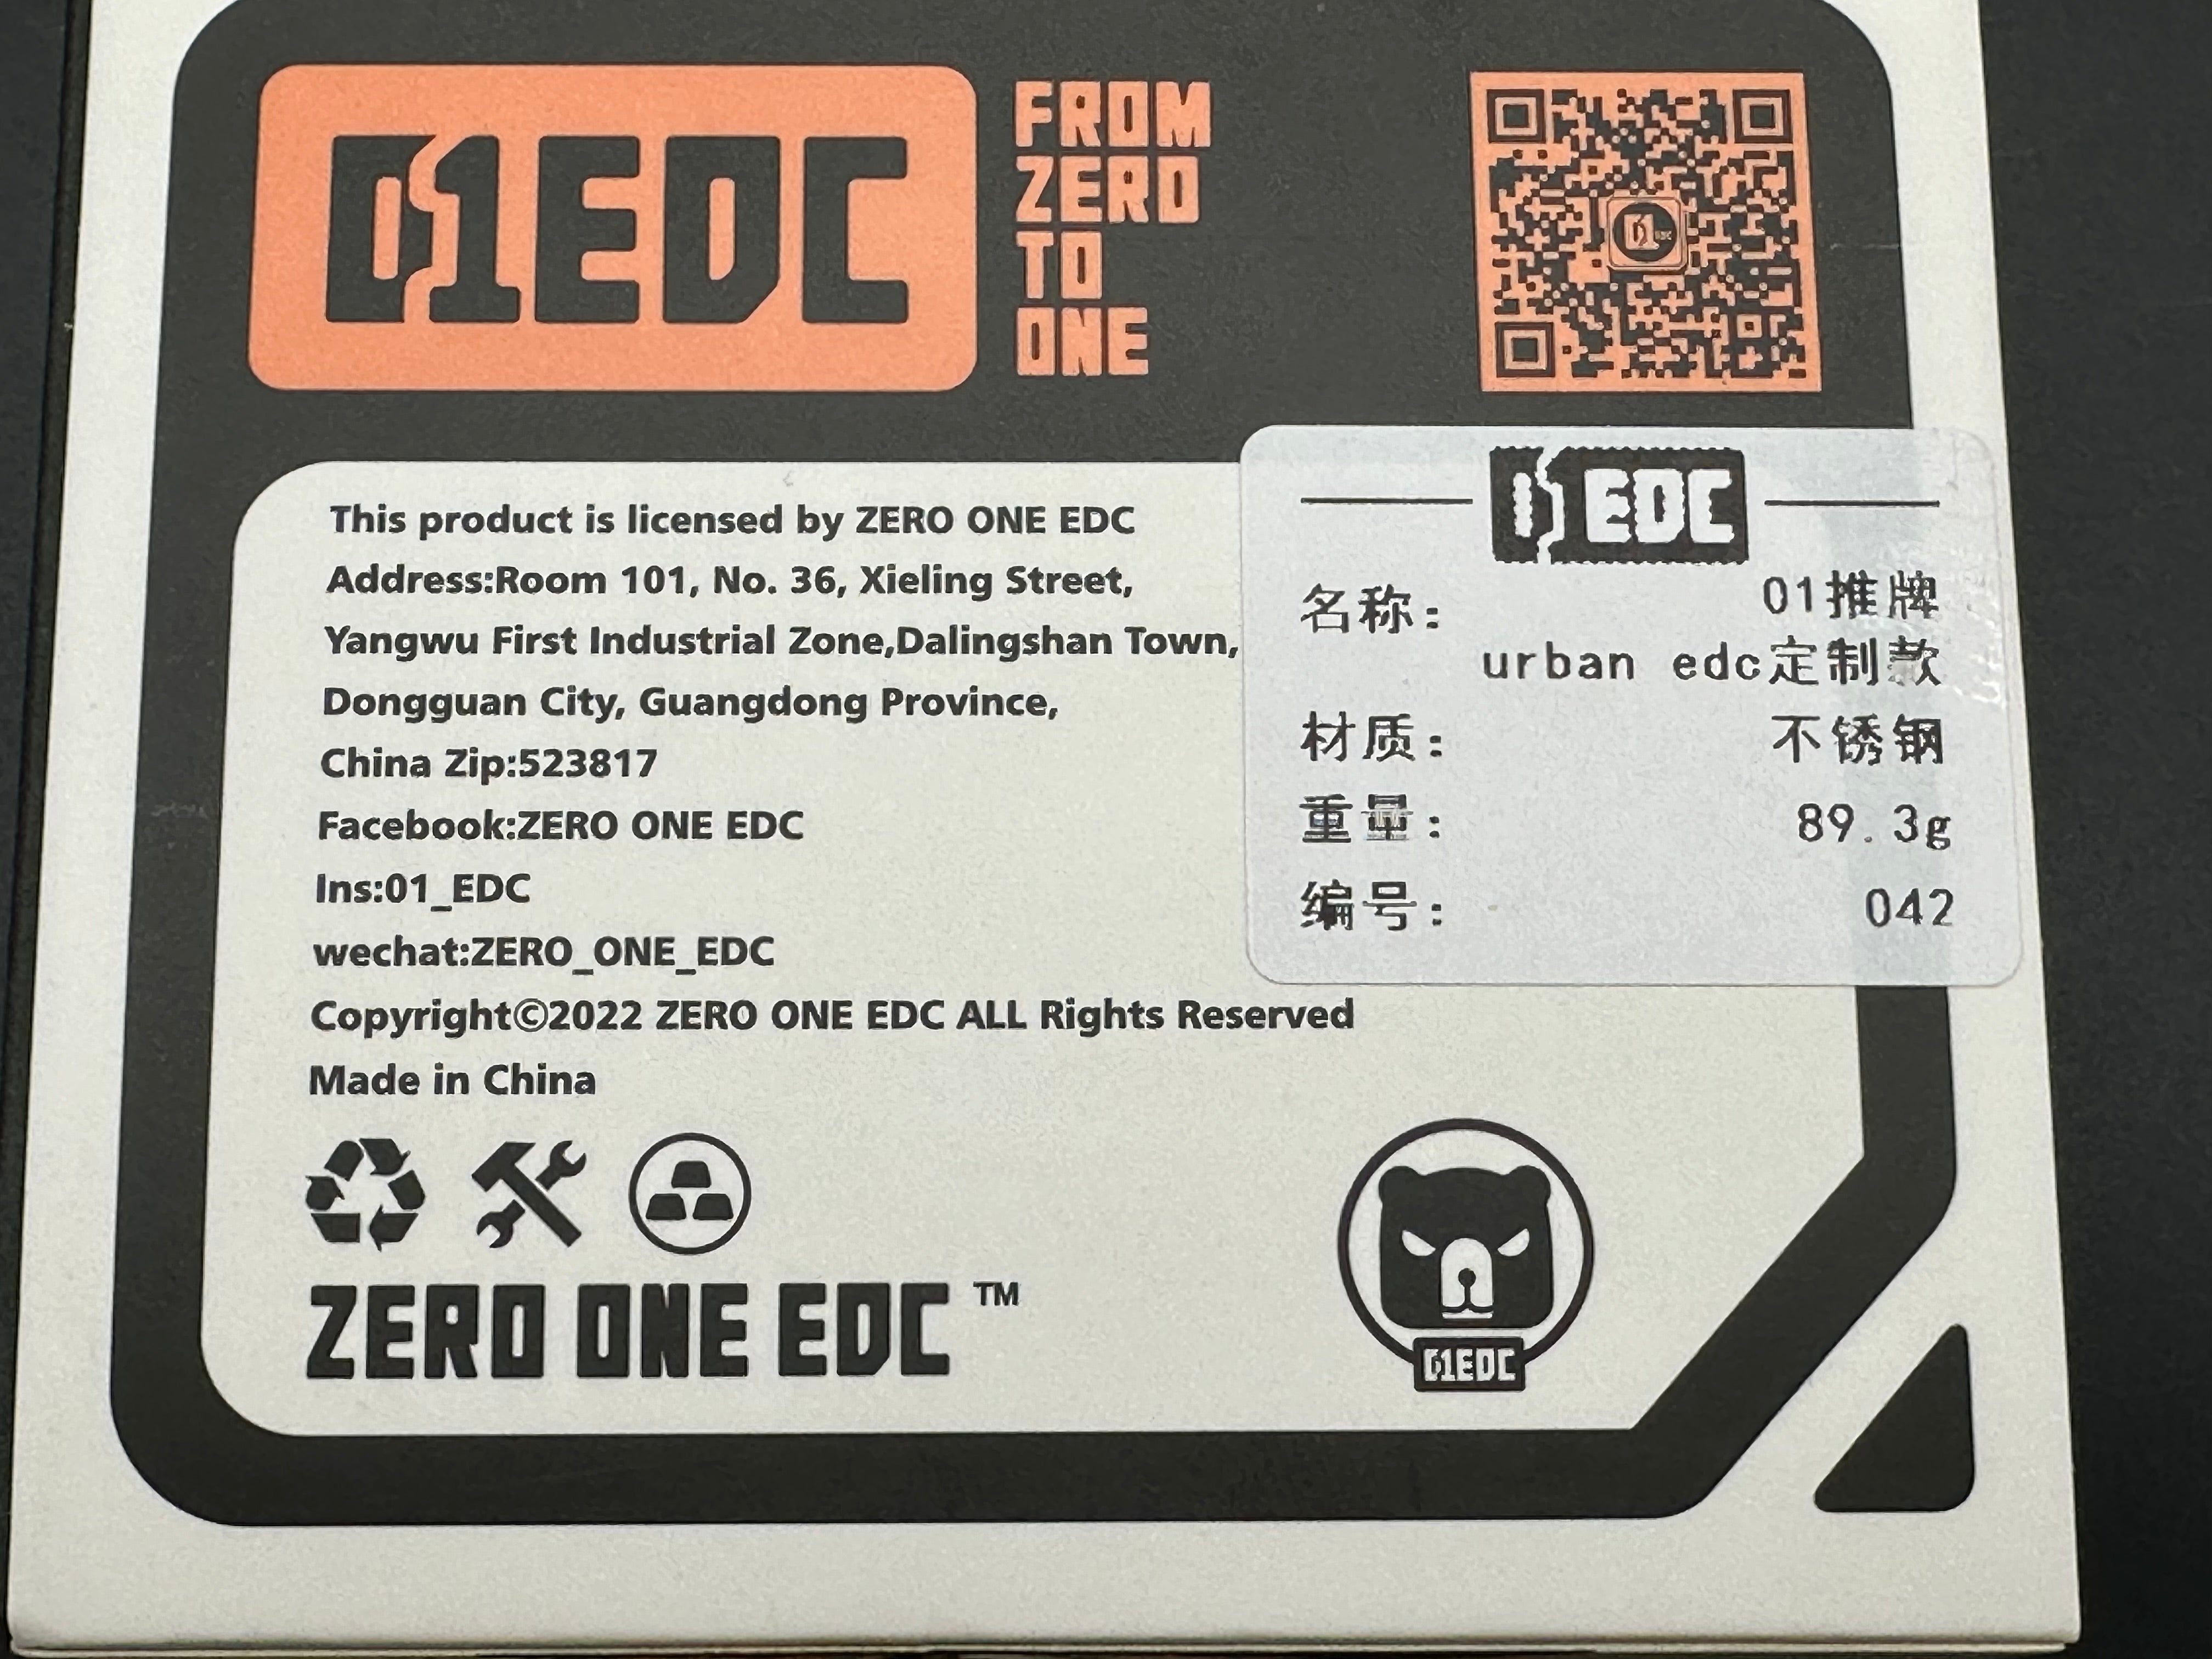 01EDC
FROM
ZERO
TO
ONE
01EDC
This product is licensed by ZERO ONE EDC
Address:Room 101, No. 36, Xieling Street,
Yangwu First Industrial Zone,Dalingshan Town,
Dongguan City, Guangdong Province,
China Zip:523817
Facebook:ZERO ONE EDC
Ins:01_EDC
wechat:ZERO_ONE_EDC
Copyright©2022 ZERO ONE EDC ALL Rights Reserved
Made in China
01EDC
名称: 01推牌
urban edc定制款
材质: 不锈钢
重量: 89.3g
编号: 042
ZERO ONE EDC™
01EDC